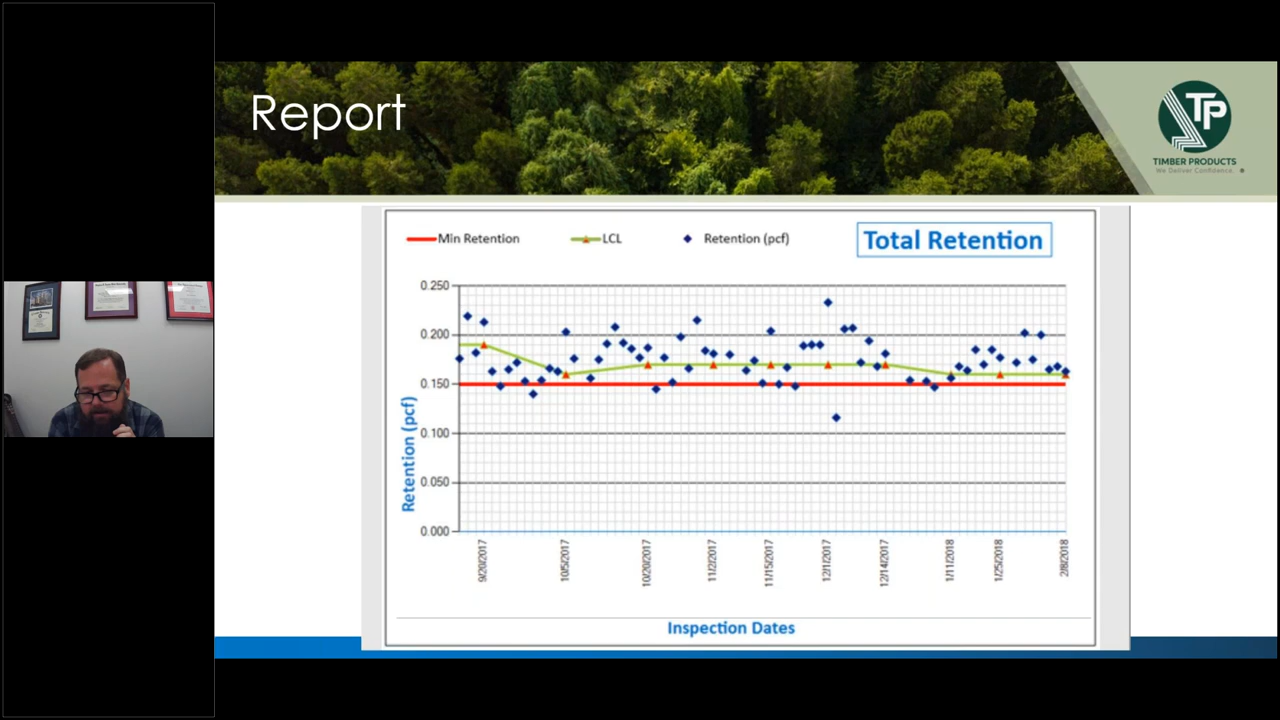 Report
TP
TIMBER PRODUCTS
We Deliver Confidence.
Min Retention
LCL
Retention (pcf)
Total Retention
Retention (pcf)
0.250
0.200
0.150
0.100
0.050
0.000
9/20/2017
10/5/2017
10/20/2017
11/2/2017
11/15/2017
12/1/2017
12/14/2017
1/11/2018
1/25/2018
2/8/2018
Inspection Dates